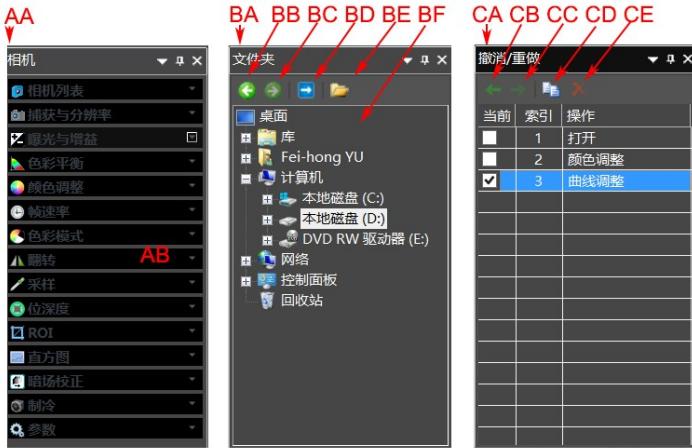 AA
BA BB BC BD BE BF
CA CB CC CD CE
相机
相机列表
捕获与分辨率
曝光与增益
色彩平衡
颜色调整
帧速率
色彩模式
翻转
AB
采样
位深度
ROI
直方图
暗场校正
制冷
参数
文件夹
桌面
库
Fei-hong YU
计算机
本地磁盘 (C:)
本地磁盘 (D:)
DVD RW 驱动器 (E:)
网络
控制面板
回收站
撤消/重做
当前 索引 操作
1 打开
2 颜色调整
3 曲线调整